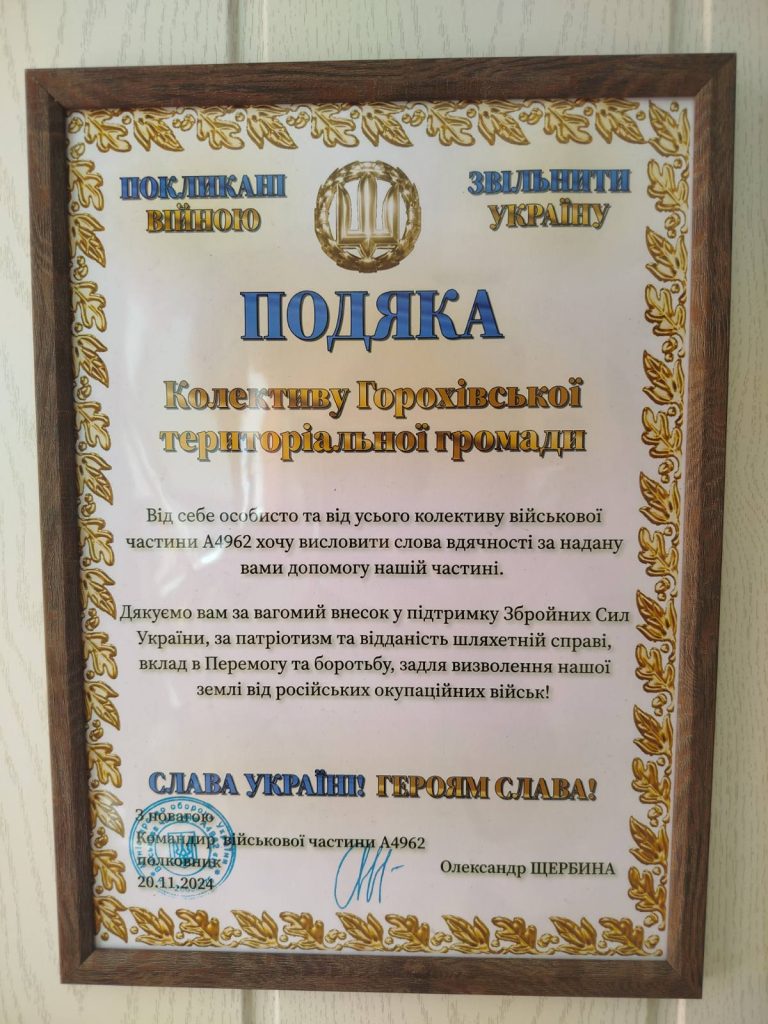 ПОКЛИКАНІ
ВІЙНОЮ
ЗВІЛЬНИТИ
УКРАЇНУ
ПОДЯКА
Колективу Горохівської
територіальної громади
Від себе особисто та від усього колективу військової
частини А4962 хочу висловити слова вдячності за надану
вами допомогу нашій частині.
Дякуємо вам за вагомий внесок у підтримку Збройних Сил
України, за патріотизм та відданість шляхетній справі,
вклад в Перемогу та боротьбу, задля визволення нашої
землі від російських окупаційних військ!
СЛАВА УКРАЇНІ! ГЕРОЯМ СЛАВА!
З повагою
Командир військової частини А4962
полковник
Олександр ЩЕРБИНА
20.11,2024